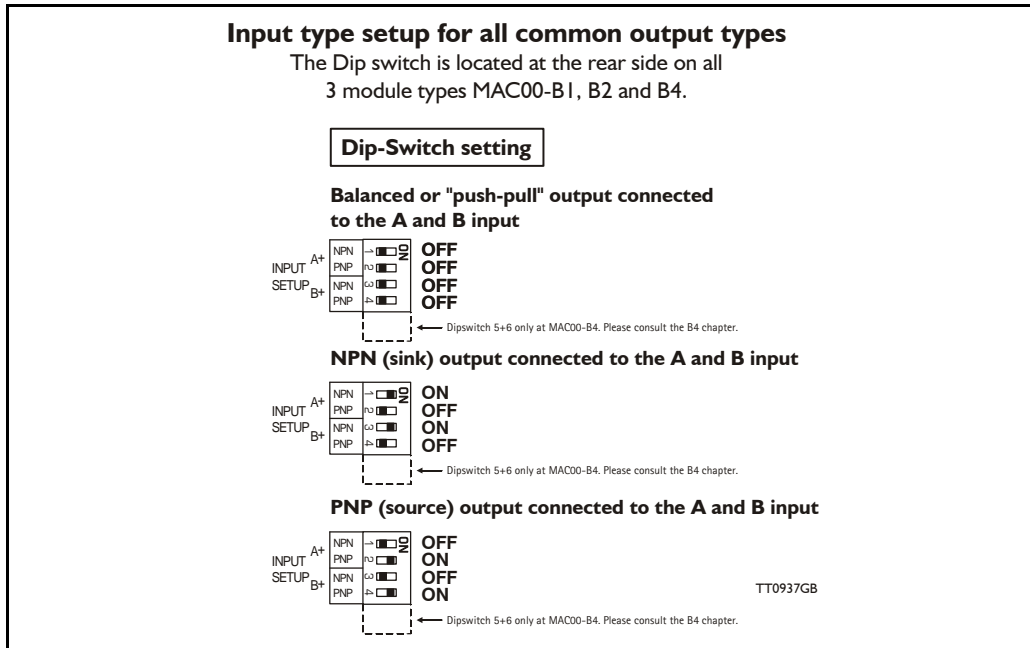 Input type setup for all common output types
The Dip switch is located at the rear side on all
3 module types MAC00-B1, B2 and B4.
Dip-Switch setting
Balanced or "push-pull" output connected
to the A and B input
INPUT SETUP A+ B+
NPN 1 ON OFF
PNP 2 OFF
NPN 3 OFF
PNP 4 OFF
Dipswitch 5+6 only at MAC00-B4. Please consult the B4 chapter.
NPN (sink) output connected to the A and B input
INPUT SETUP A+ B+
NPN 1 ON ON
PNP 2 OFF
NPN 3 ON
PNP 4 OFF
Dipswitch 5+6 only at MAC00-B4. Please consult the B4 chapter.
PNP (source) output connected to the A and B input
INPUT SETUP A+ B+
NPN 1 ON OFF
PNP 2 ON
NPN 3 OFF
PNP 4 ON
TT0937GB
Dipswitch 5+6 only at MAC00-B4. Please consult the B4 chapter.